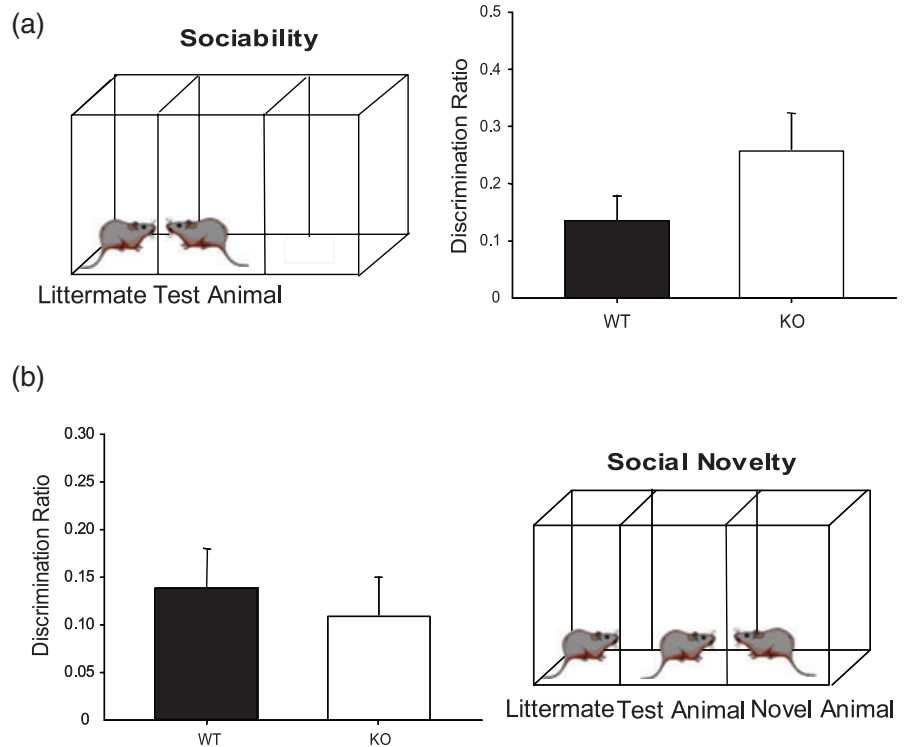 (a)
Sociability
Littermate Test Animal
Discrimination Ratio
0.5
0.4
0.3
0.2
0.1
0
WT
KO
(b)
Discrimination Ratio
0.30
0.25
0.20
0.15
0.10
0.05
0
WT
KO
Social Novelty
Littermate Test Animal Novel Animal